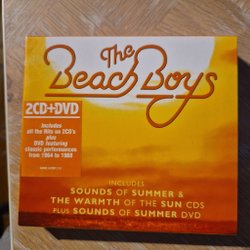 The
Beach Boys
2CD+DVD
Includes
all the Hits on 2CD's
plus
DVD featuring
classic performances
from 1964 to 1988
INCLUDES
SOUNDS OF SUMMER &
THE WARMTH OF THE SUN CDS
PLUS SOUNDS OF SUMMER DVD